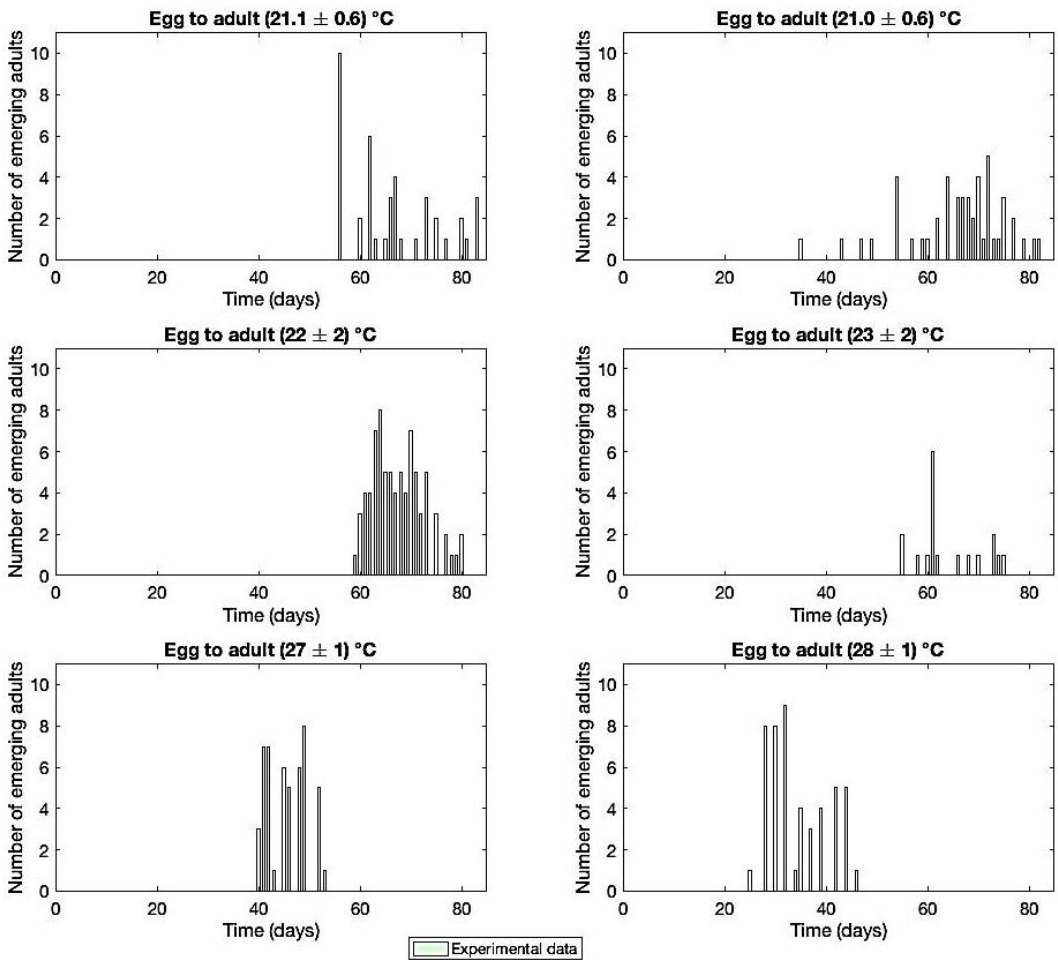 Egg to adult (21.1 ± 0.6) °C
Number of emerging adults
10
8
6
4
2
0
0 20 40 60 80
Time (days)
Egg to adult (21.0 ± 0.6) °C
Number of emerging adults
10
8
6
4
2
0
0 20 40 60 80
Time (days)
Egg to adult (22 ± 2) °C
Number of emerging adults
10
8
6
4
2
0
0 20 40 60 80
Time (days)
Egg to adult (23 ± 2) °C
Number of emerging adults
10
8
6
4
2
0
0 20 40 60 80
Time (days)
Egg to adult (27 ± 1) °C
Number of emerging adults
10
8
6
4
2
0
0 20 40 60 80
Time (days)
Egg to adult (28 ± 1) °C
Number of emerging adults
10
8
6
4
2
0
0 20 40 60 80
Time (days)
Experimental data